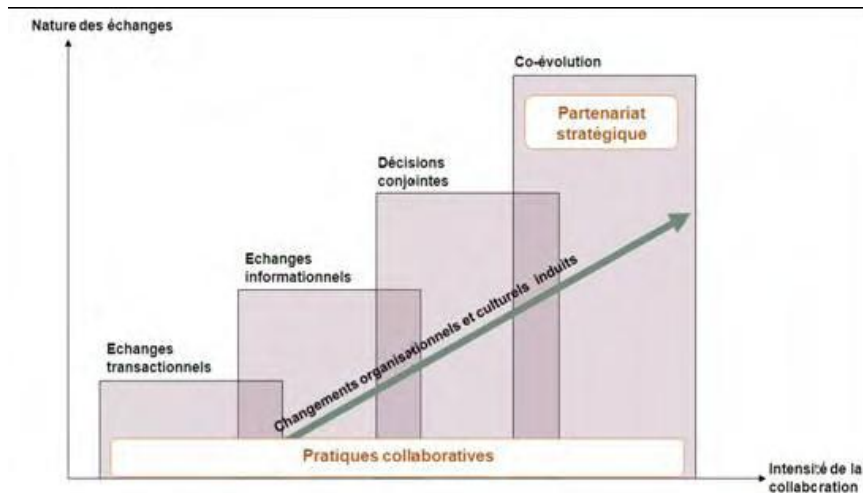 Nature des échanges
Co-évolution
Partenariat
stratégique
Décisions
conjointes
Echanges
informationnels
Changements organisationnels et culturels induits
Echanges
transactionnels
Pratiques collaboratives
Intensité de la
collaboration